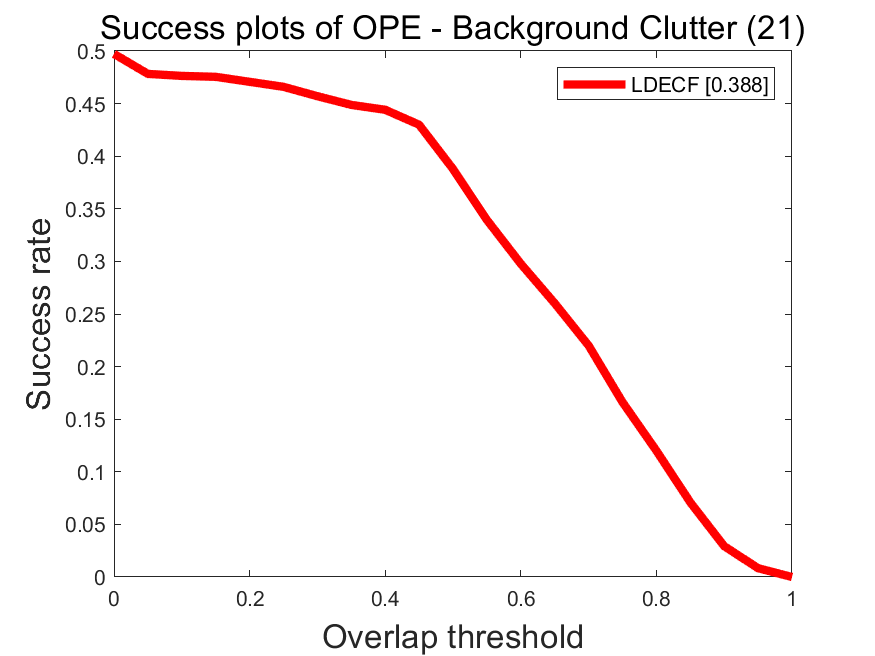 Success plots of OPE - Background Clutter (21)
LDECF [0.388]
Success rate
0.5
0.45
0.4
0.35
0.3
0.25
0.2
0.15
0.1
0.05
0
0 0.2 0.4 0.6 0.8 1
Overlap threshold